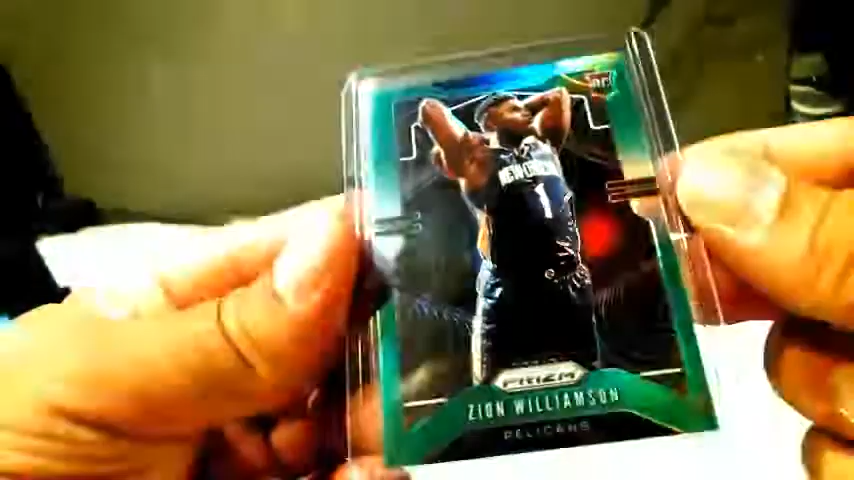 RC
NEW ORLEANS
1
PRIZM
ZION WILLIAMSON
PELICANS